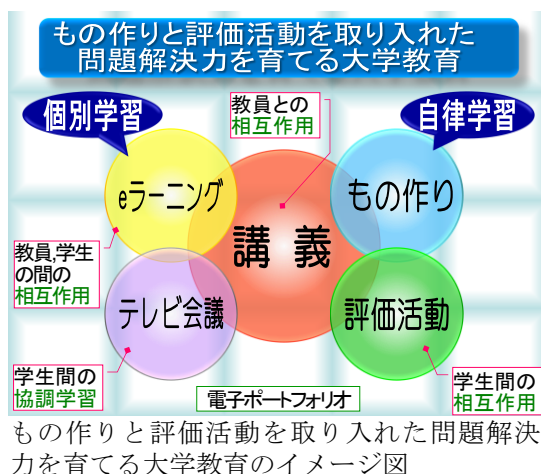 もの作りと評価活動を取り入れた
問題解決力を育てる大学教育
個別学習
教員との
相互作用
自律学習
eラーニング
もの作り
講義
教員,学生
の間の
相互作用
テレビ会議
評価活動
学生間の
協調学習
電子ポートフォリオ
学生間の
相互作用
もの作りと評価活動を取り入れた問題解決
力を育てる大学教育のイメージ図